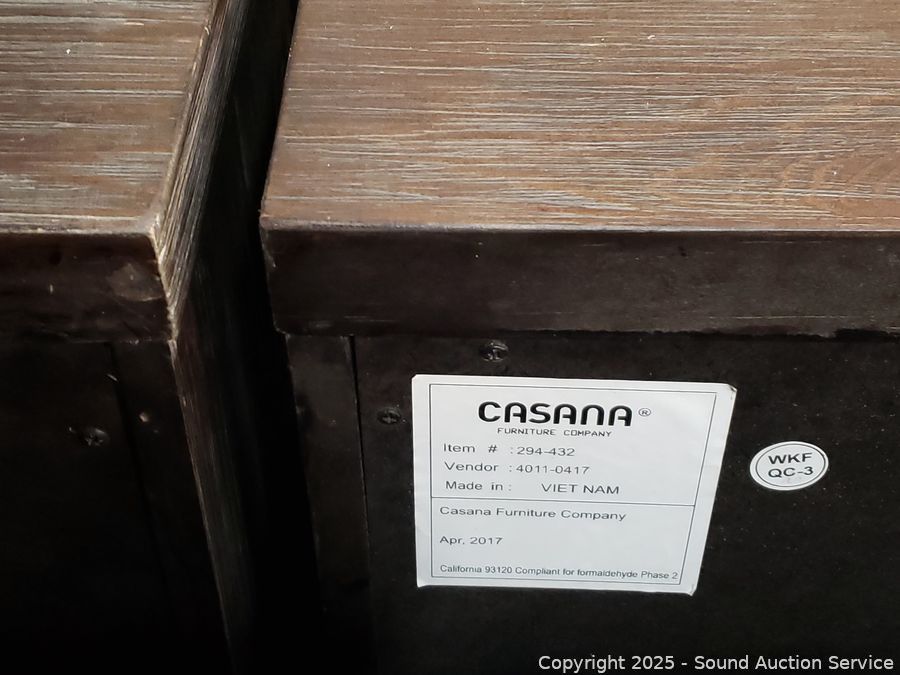 CASANA®
FURNITURE COMPANY
Item # : 294-432
Vendor : 4011-0417
Made in : VIET NAM
Casana Furniture Company
Apr, 2017
California 93120 Compliant for formaldehyde Phase 2
WKF
QC-3
Copyright 2025 - Sound Auction Service